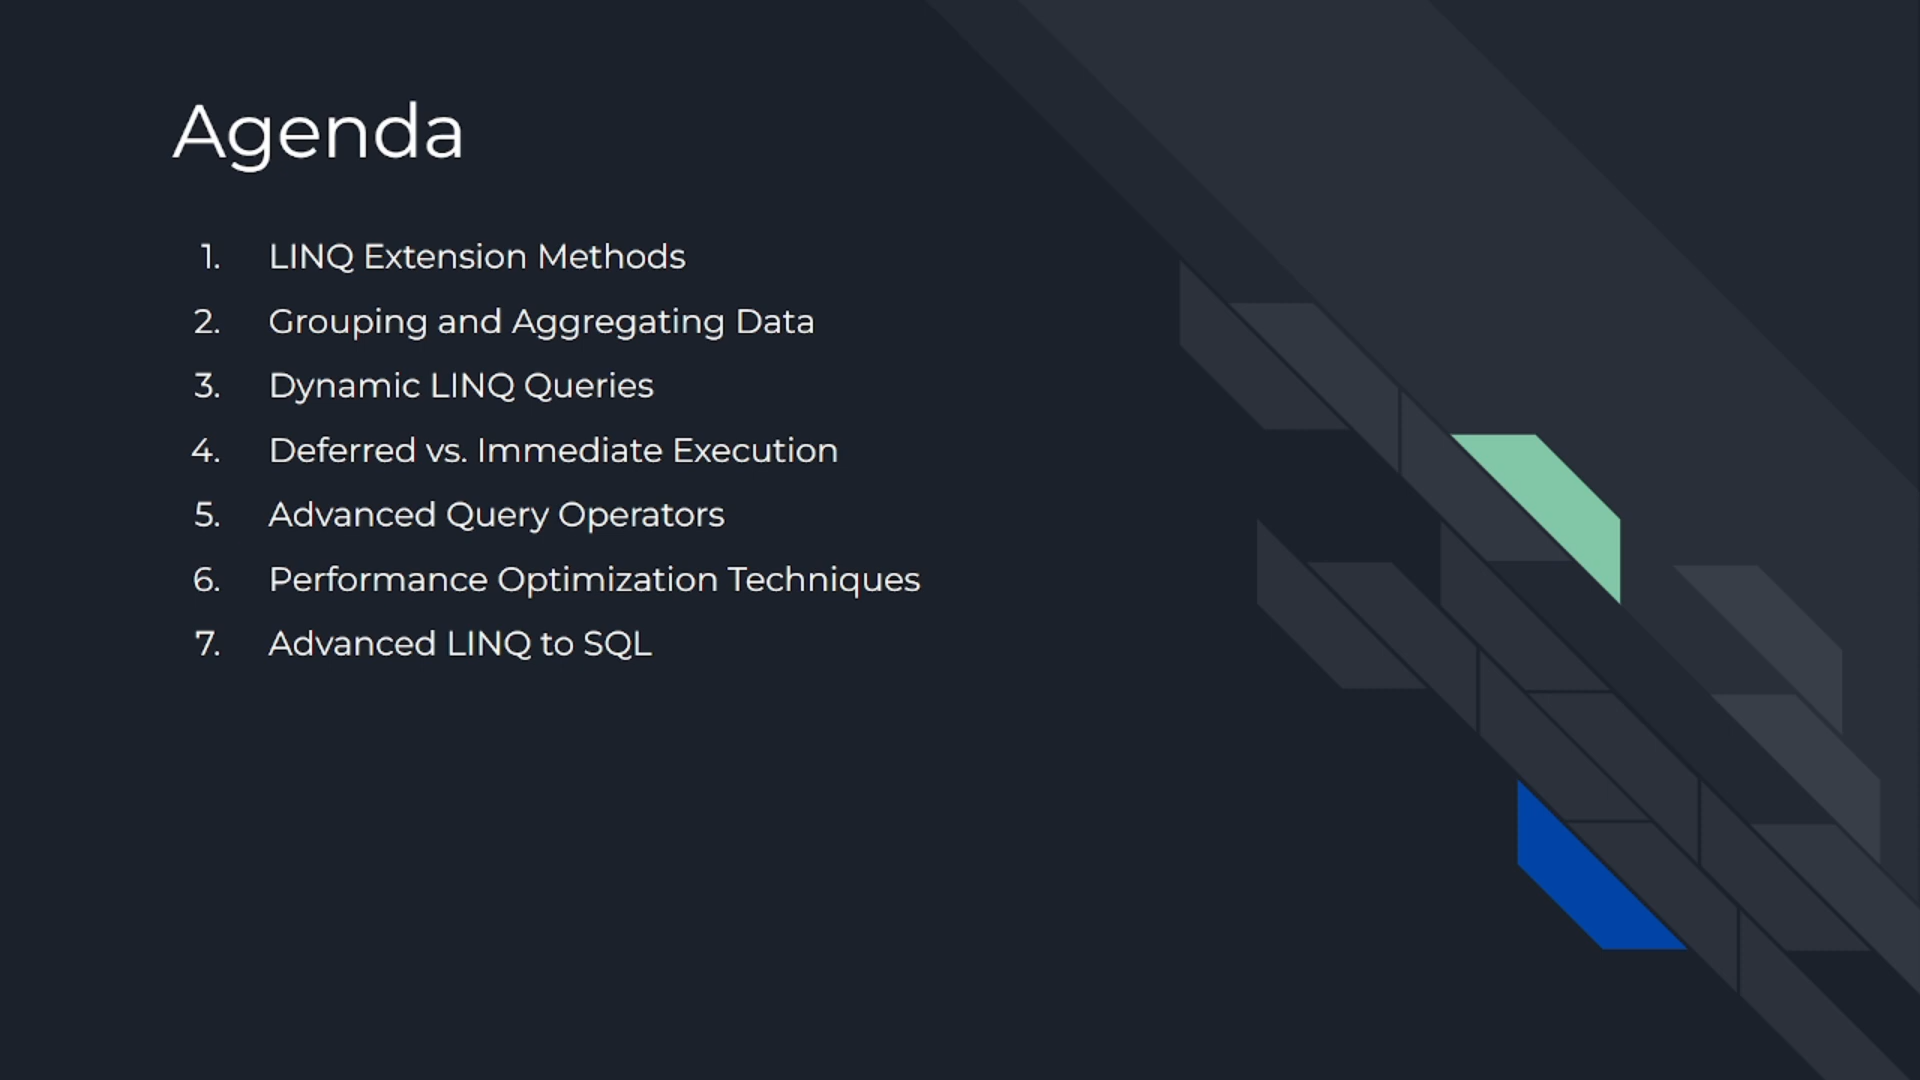 Agenda
1. LINQ Extension Methods
2. Grouping and Aggregating Data
3. Dynamic LINQ Queries
4. Deferred vs. Immediate Execution
5. Advanced Query Operators
6. Performance Optimization Techniques
7. Advanced LINQ to SQL